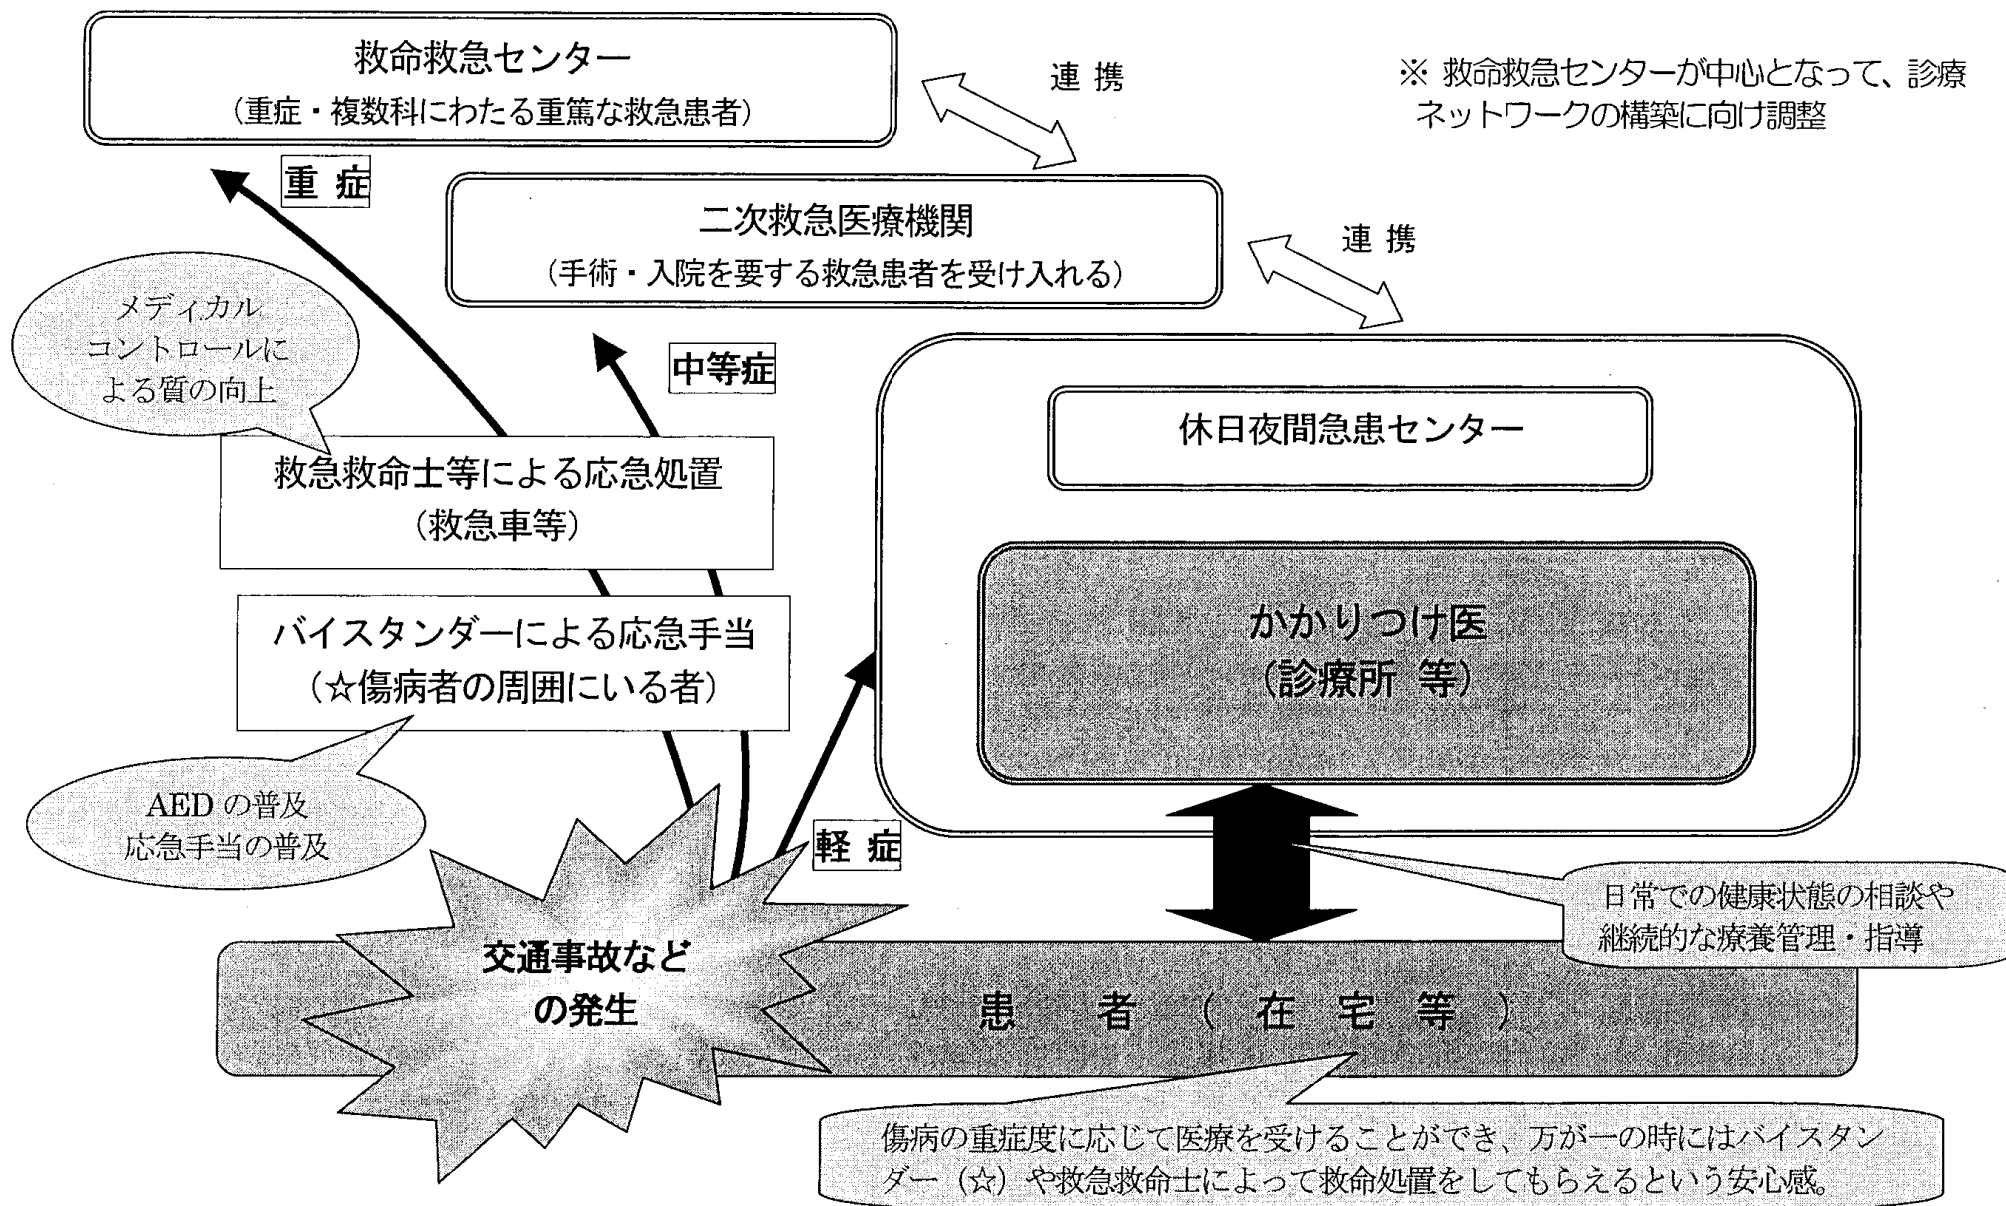 救命救急センター
(重症・複数科にわたる重篤な救急患者)
連 携
※ 救命救急センターが中心となって、診療
ネットワークの構築に向け調整
重 症
二次救急医療機関
(手術・入院を要する救急患者を受け入れる)
連 携
メディカル
コントロールに
よる質の向上
中等症
休日夜間急患センター
救急救命士等による応急処置
(救急車等)
かかりつけ医
(診療所 等)
バイスタンダーによる応急手当
(☆傷病者の周囲にいる者)
AED の普及
応急手当の普及
軽 症
日常での健康状態の相談や
継続的な療養管理・指導
交通事故など
の発生
患 者 ( 在 宅 等 )
傷病の重症度に応じて医療を受けることができ、万が一の時にはバイスタン
ダー(☆)や救急救命士によって救命処置をしてもらえるという安心感。